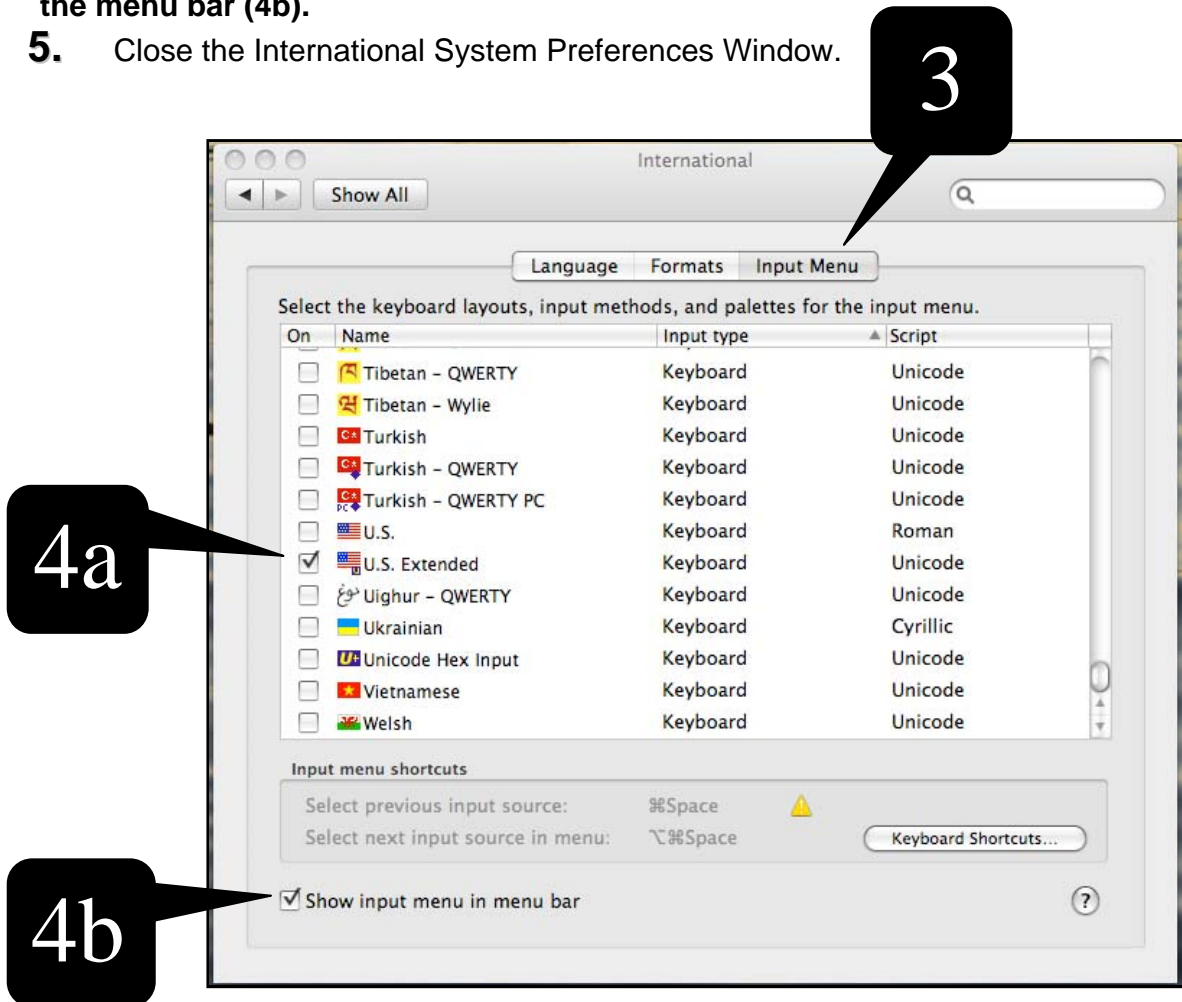 the menu bar (4b).
5. Close the International System Preferences Window.
3
International
Show All
Language Formats Input Menu
Select the keyboard layouts, input methods, and palettes for the input menu.
On Name Input type Script
Tibetan – QWERTY Keyboard Unicode
Tibetan – Wylie Keyboard Unicode
Turkish Keyboard Unicode
Turkish – QWERTY Keyboard Unicode
PC Turkish – QWERTY PC Keyboard Unicode
U.S. Keyboard Roman
4a
U.S. Extended Keyboard Unicode
Uighur – QWERTY Keyboard Unicode
Ukrainian Keyboard Cyrillic
U+ Unicode Hex Input Keyboard Unicode
Vietnamese Keyboard Unicode
Welsh Keyboard Unicode
Input menu shortcuts
Select previous input source: ⌘Space
Select next input source in menu: ⌥⌘Space Keyboard Shortcuts...
4b
Show input menu in menu bar ?